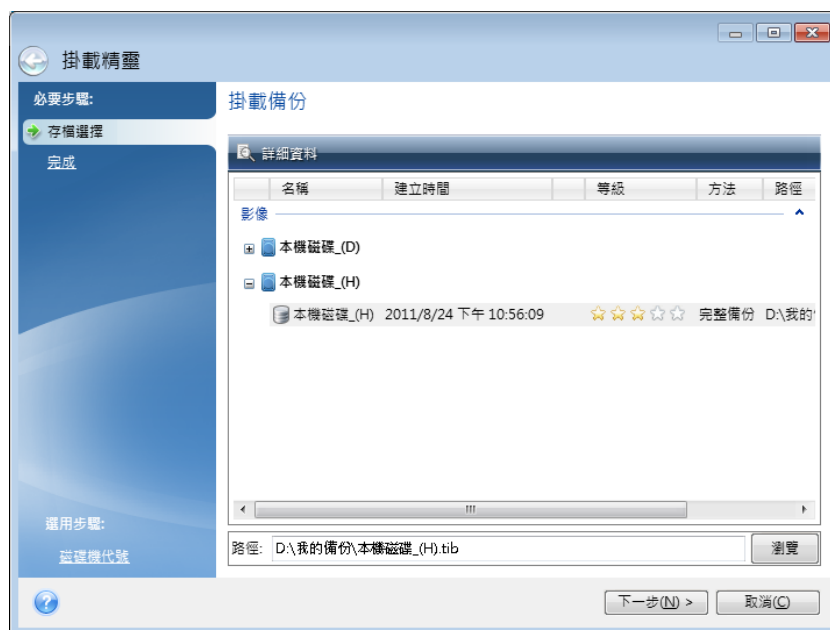 掛載精靈
必要步驟:
存檔選擇
完成
選用步驟:
磁碟機代號
掛載備份
詳細資料
名稱 建立時間 等級 方法 路徑
影像
本機磁碟_(D)
本機磁碟_(H)
本機磁碟_(H) 2011/8/24 下午 10:56:09 完整備份 D:\我的
路徑: D:\我的備份\本機磁碟_(H).tib 瀏覽
下一步(N) > 取消(C)